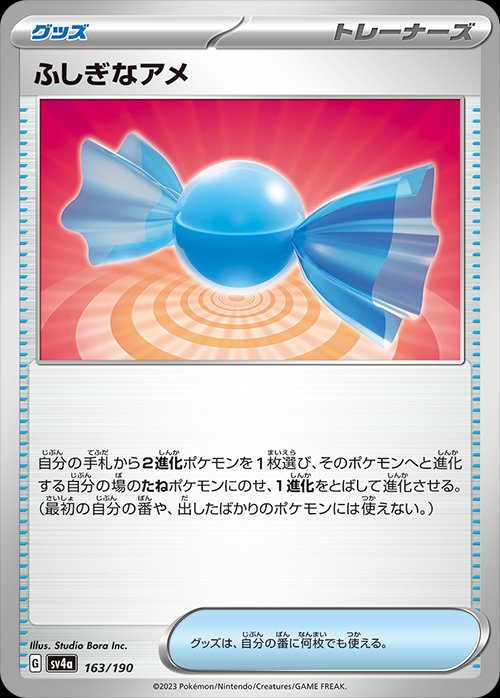 グッズ
トレーナーズ
ふしぎなアメ
自分の手札から2進化ポケモンを1枚選び、そのポケモンへと進化
する自分の場のたねポケモンにのせ、1進化をとばして進化させる。
(最初の自分の番や、出したばかりのポケモンには使えない。)
Illus. Studio Bora Inc.
グッズは、自分の番に何枚でも使える。
G sv4a 163/190
©2023 Pokémon/Nintendo/Creatures/GAME FREAK.